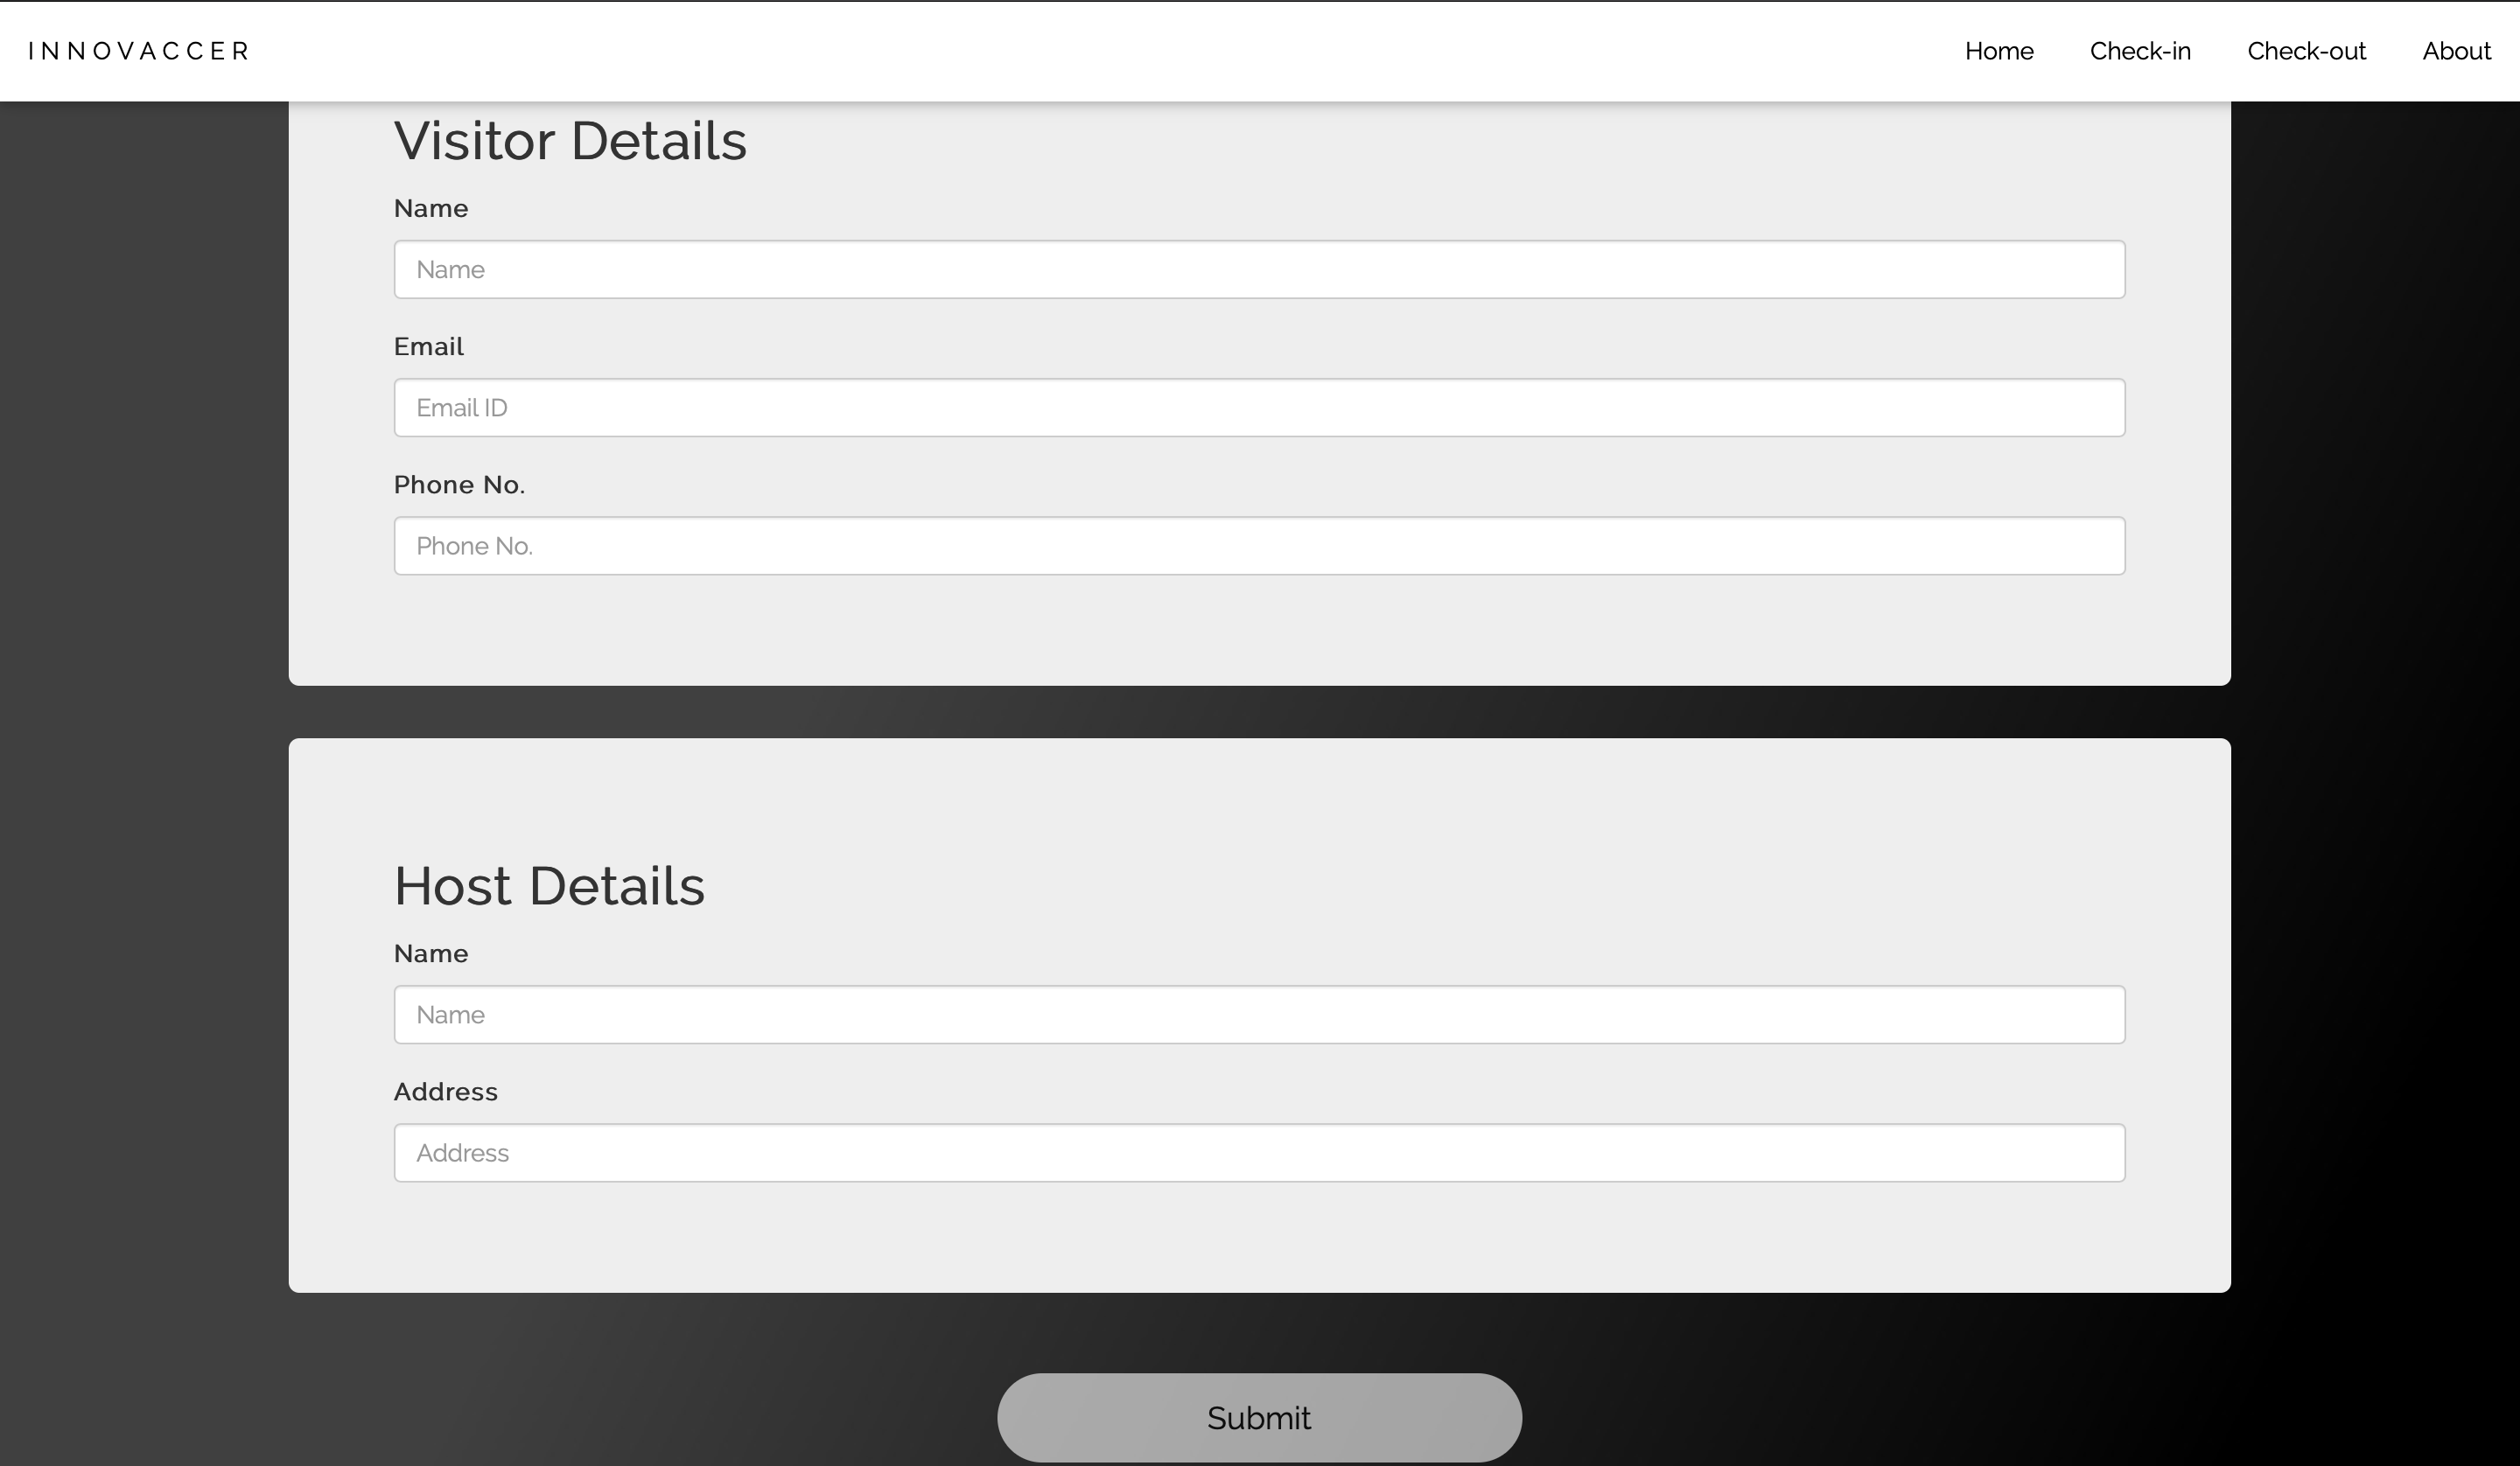 INNOVACCER
Home Check-in Check-out About
Visitor Details
Name
Name
Email
Email ID
Phone No.
Phone No.
Host Details
Name
Name
Address
Address
Submit